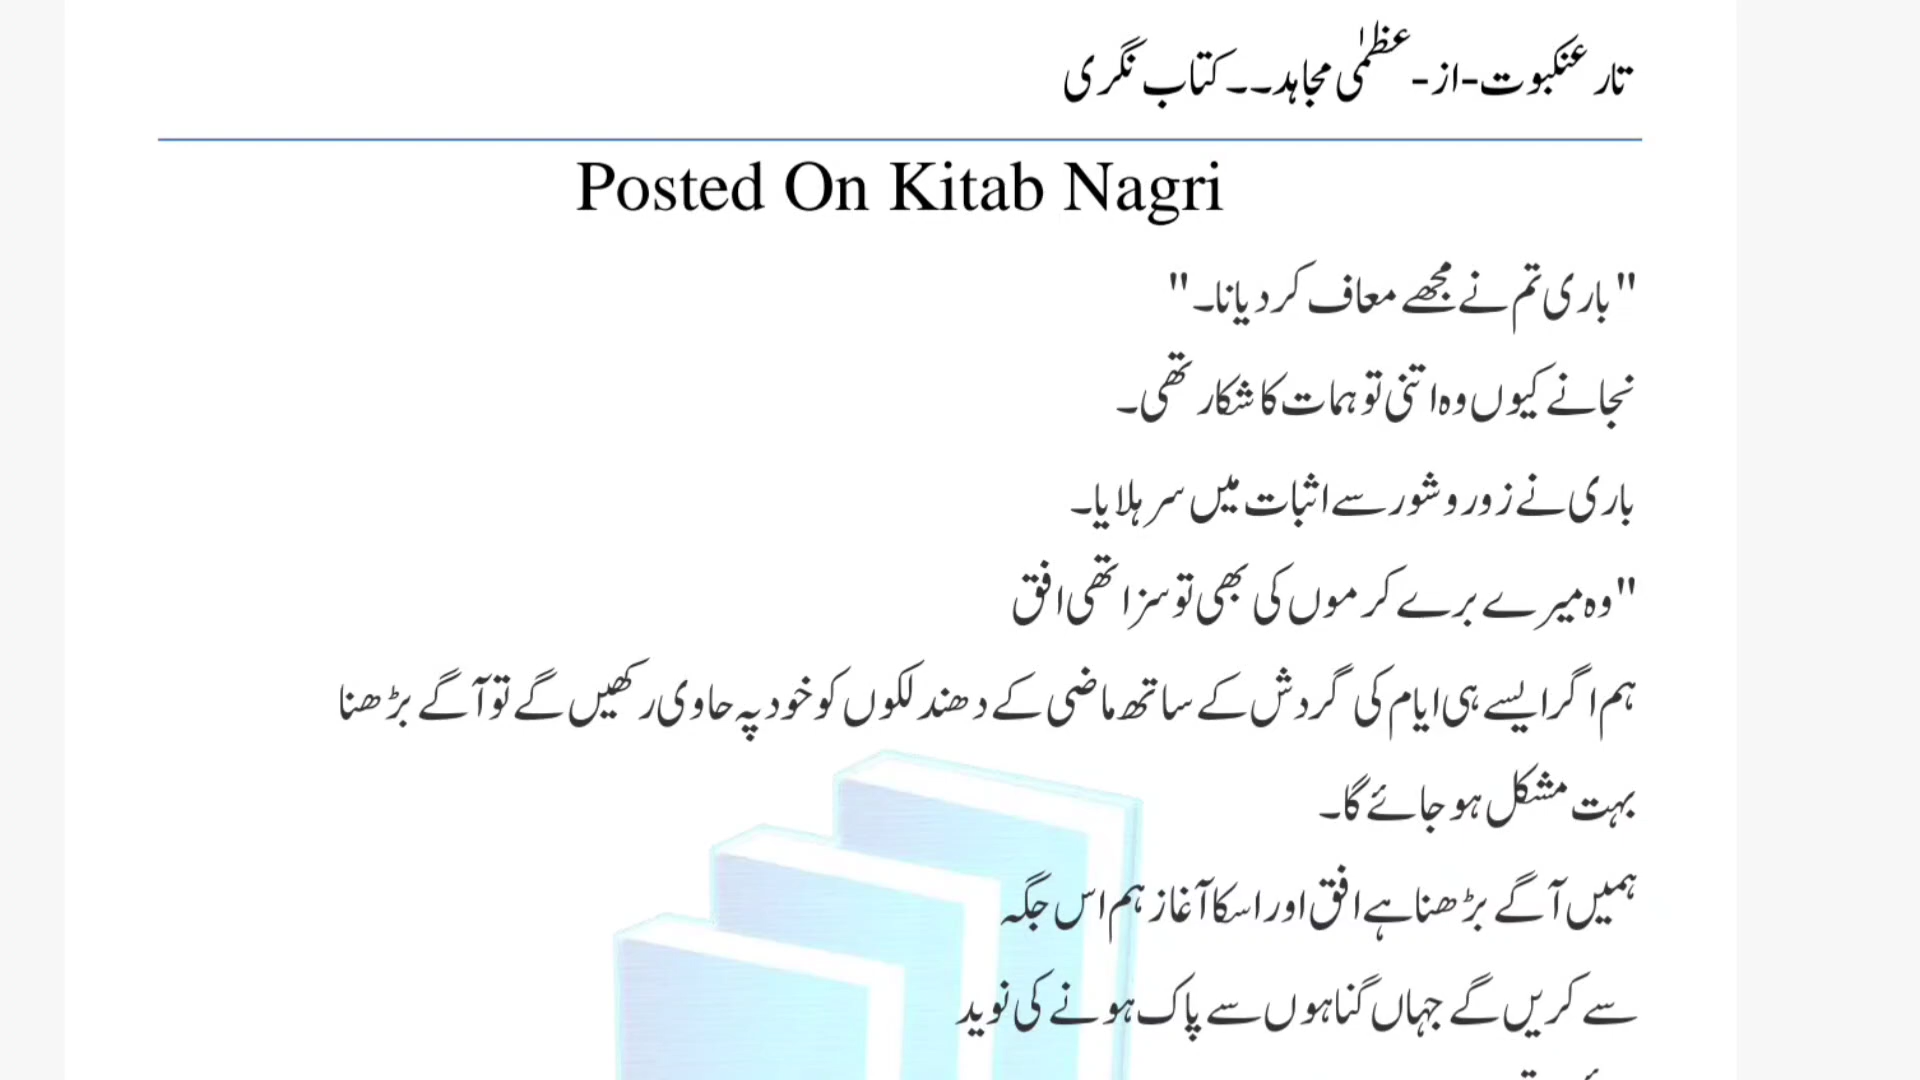 تار عنکبوت-از-عظمٰی مجاہد۔۔کتاب نگری
Posted On Kitab Nagri
"باری تم نے مجھے معاف کر دیا نا۔"
نجانے کیوں وہ اتنی توہمات کا شکار تھی۔
باری نے زور و شور سے اثبات میں سر ہلایا۔
"وہ میرے برے کرموں کی بھی تو سزا تھی افق
ہم اگر ایسے ہی ایام کی گردش کے ساتھ ماضی کے دھندلکوں کو خود پہ حاوی رکھیں گے تو آگے بڑھنا
بہت مشکل ہو جائے گا۔
ہمیں آگے بڑھنا ہے افق اور اسکا آغاز ہم اس جگہ
سے کریں گے جہاں گناہوں سے پاک ہونے کی نوید